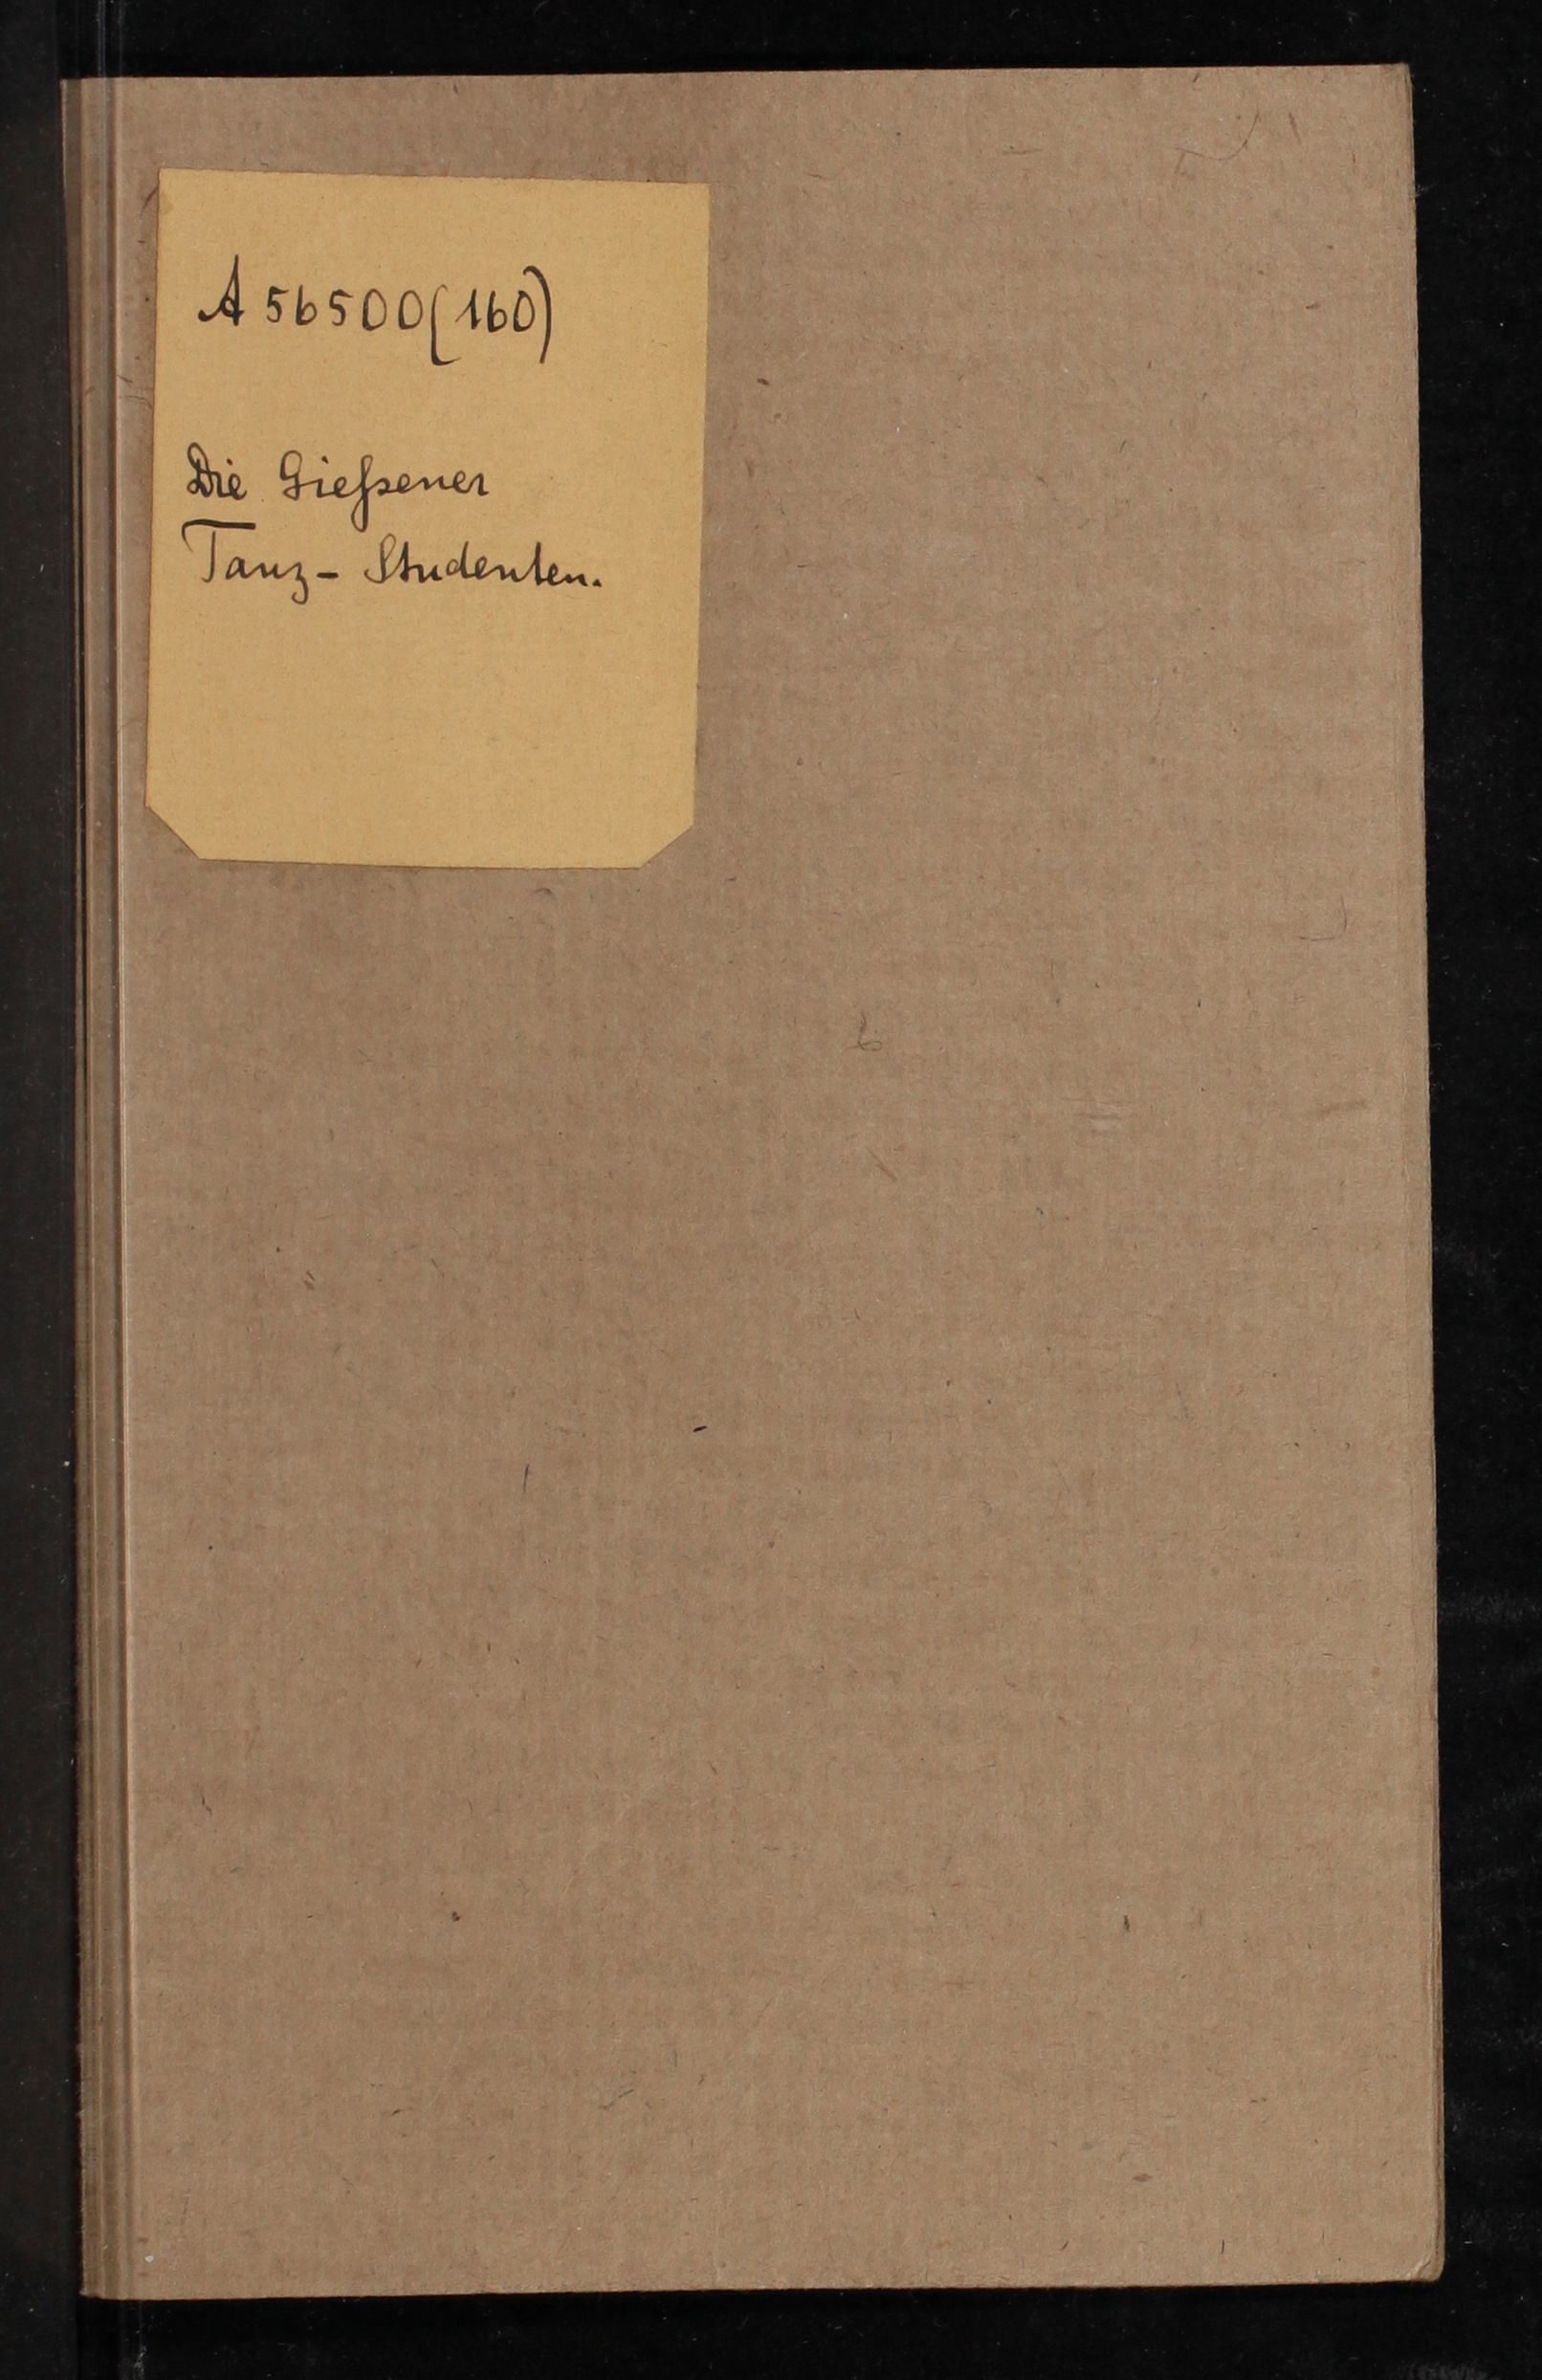 A 56500(160)
Die Gießener
Tanz- Studenten.